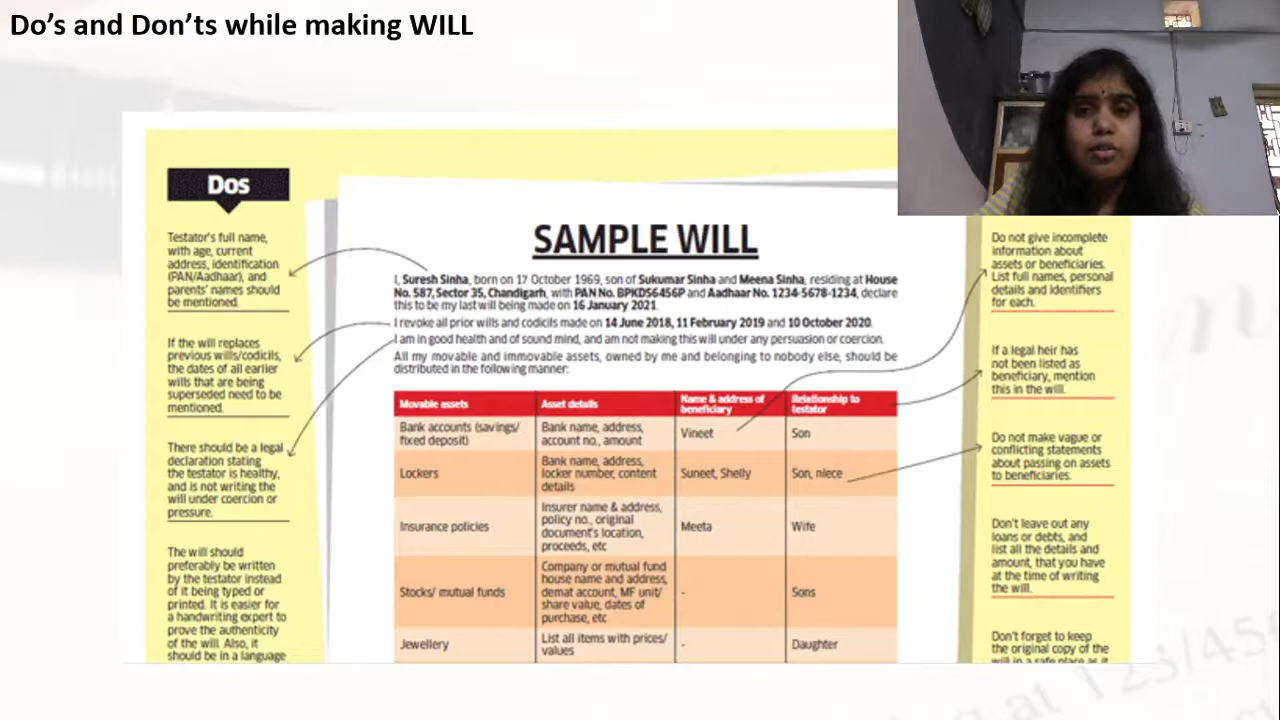 Do's and Don'ts while making WILL
Dos
Testator's full name,
with age, current
address, identification
(PAN/Aadhaar), and
parents' names should
be mentioned.
If the will replaces
previous wills/codicils,
the dates of all earlier
wills that are being
superseded need to be
mentioned.
There should be a legal
declaration stating
the testator is healthy,
and is not writing the
will under coercion or
pressure.
The will should
preferably be written
by the testator instead
of it being typed or
printed. It is easier for
a handwriting expert to
prove the authenticity
of the will. Also, it
should be in a language
SAMPLE WILL
I, Suresh Sinha, born on 17 October 1969, son of Sukumar Sinha and Meena Sinha, residing at House
No. 587, Sector 35, Chandigarh, with PAN No. BPKDS6456P and Aadhaar No. 1234-5678-1234, declare
this to be my last will being made on 16 January 2021.
I revoke all prior wills and codicils made on 14 June 2018, 11 February 2019 and 10 October 2020.
I am in good health and of sound mind, and am not making this will under any persuasion or coercion.
All my movable and immovable assets, owned by me and belonging to nobody else, should be
distributed in the following manner:
Movable assets
Asset details
Name & address of
beneficiary
Relationship to
testator
Bank accounts (savings/
fixed deposit)
Bank name, address,
account no., amount
Vineet
Son
Lockers
Bank name, address,
locker number, content
details
Suneet, Shelly
Son, niece
Insurance policies
Insurer name & address,
policy no., original
document's location,
proceeds, etc
Meeta
Wife
Stocks/ mutual funds
Company or mutual fund
house name and address,
demat account, MF unit/
share value, dates of
purchase, etc
-
Sons
Jewellery
List all items with prices/
values
-
Daughter
Do not give incomplete
information about
assets or beneficiaries.
List full names, personal
details and identifiers
for each.
If a legal heir has
not been listed as
beneficiary, mention
this in the will.
Do not make vague or
conflicting statements
about passing on assets
to beneficiaries.
Don't leave out any
loans or debts, and
list all the details and
amount, that you have
at the time of writing
the will.
Don't forget to keep
the original copy of the
will in a safe place as it
at 123/45